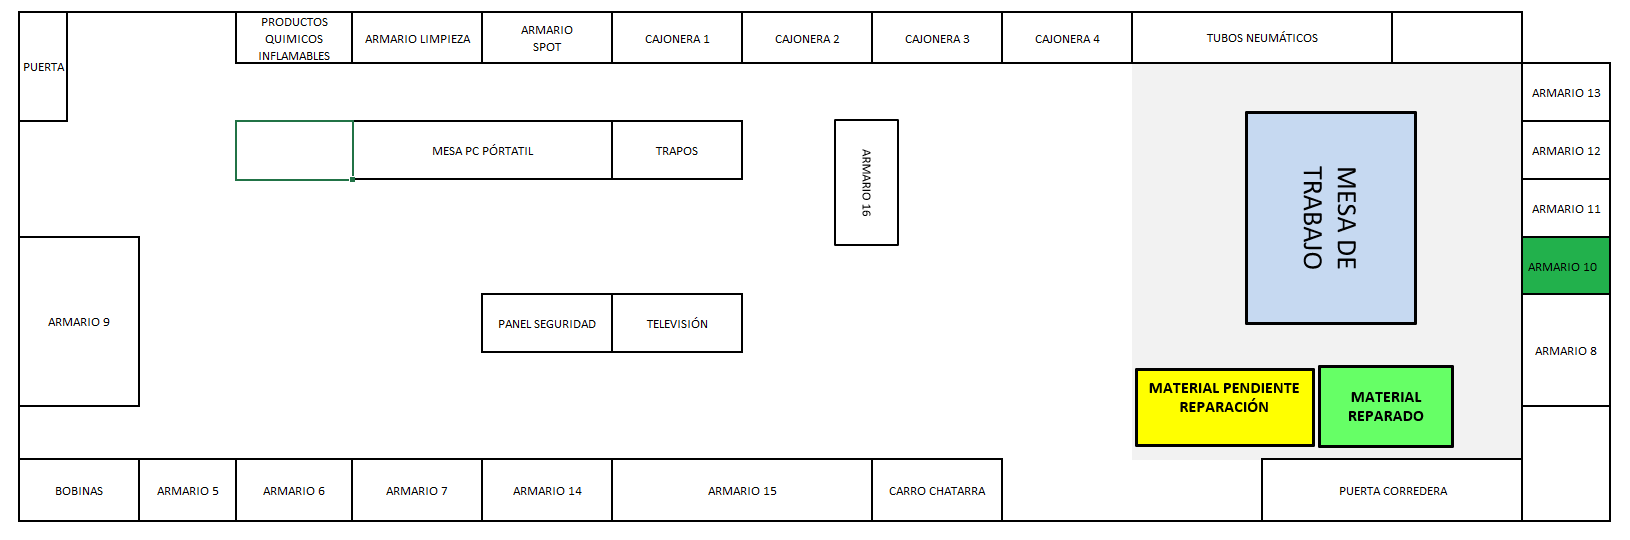 PUERTA
PRODUCTOS
QUIMICOS
INFLAMABLES
ARMARIO LIMPIEZA
ARMARIO
SPOT
CAJONERA 1
CAJONERA 2
CAJONERA 3
CAJONERA 4
TUBOS NEUMÁTICOS
ARMARIO 13
MESA PC PÓRTATIL
TRAPOS
ARMARIO 16
MESA DE
TRABAJO
ARMARIO 12
ARMARIO 11
ARMARIO 10
ARMARIO 9
PANEL SEGURIDAD
TELEVISIÓN
ARMARIO 8
MATERIAL PENDIENTE
REPARACIÓN
MATERIAL
REPARADO
BOBINAS
ARMARIO 5
ARMARIO 6
ARMARIO 7
ARMARIO 14
ARMARIO 15
CARRO CHATARRA
PUERTA CORREDERA